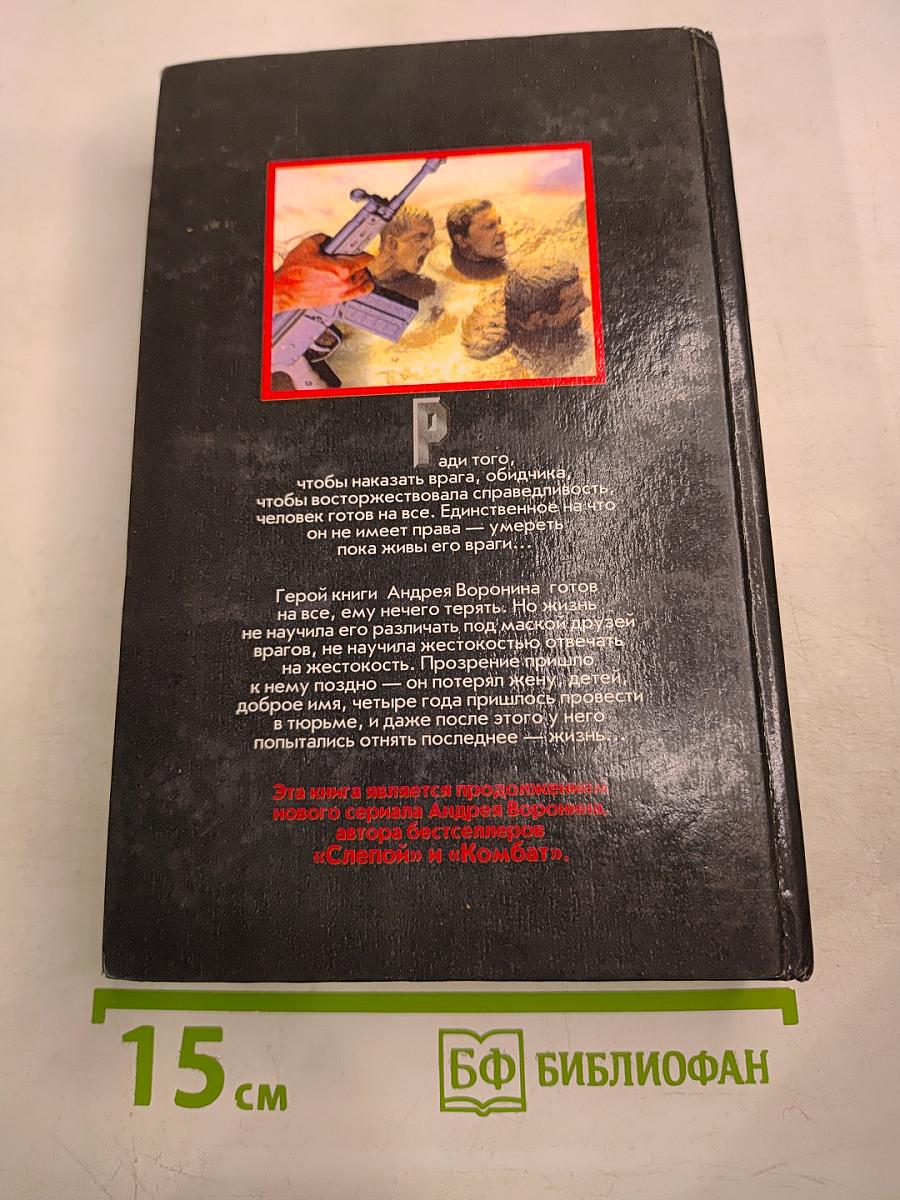 Ради того,
чтобы наказать врага, обидчика,
чтобы восторжествовала справедливость,
человек готов на все. Единственное на что
он не имеет права — умереть
пока живы его враги...
Герой книги Андрея Воронина готов
на все, ему нечего терять. Но жизнь
не научила его различать под маской друзей
врагов, не научила жестокостью отвечать
на жестокость. Прозрение пришло
к нему поздно — он потерял жену, детей,
доброе имя, четыре года пришлось провести
в тюрьме, и даже после этого у него
попытались отнять последнее — жизнь...
Эта книга является продолжением
нового сериала Андрея Воронина,
автора бестселлеров
«Слепой» и «Комбат».
15 см
БФ БИБЛИОФАН